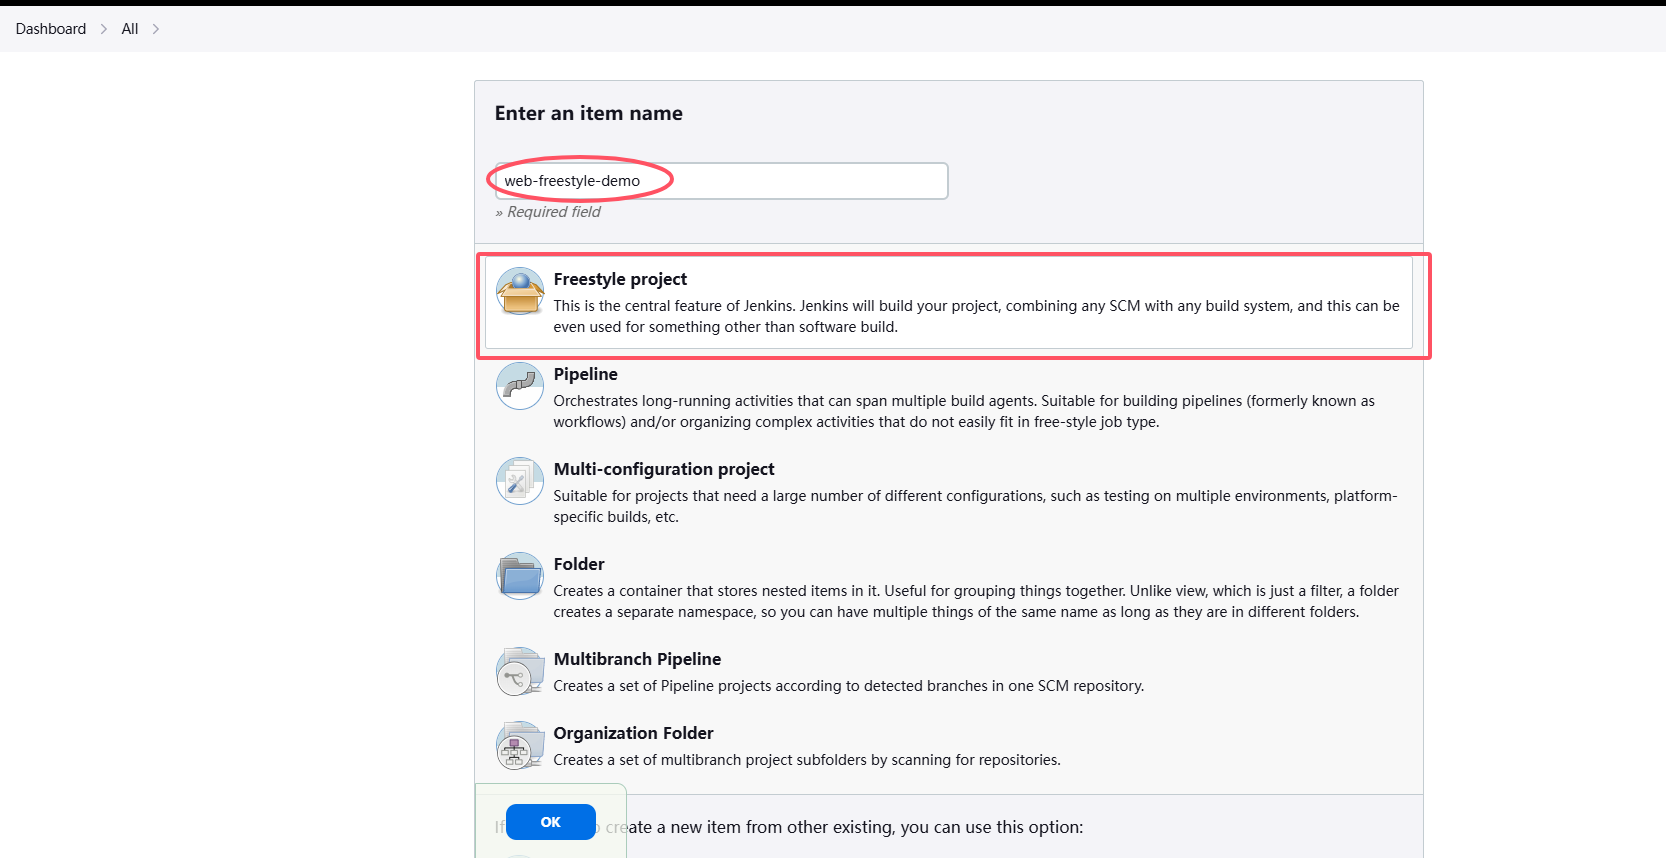 Dashboard > All >
Enter an item name
web-freestyle-demo
» Required field
Freestyle project
This is the central feature of Jenkins. Jenkins will build your project, combining any SCM with any build system, and this can be
even used for something other than software build.
Pipeline
Orchestrates long-running activities that can span multiple build agents. Suitable for building pipelines (formerly known as
workflows) and/or organizing complex activities that do not easily fit in free-style job type.
Multi-configuration project
Suitable for projects that need a large number of different configurations, such as testing on multiple environments, platform-
specific builds, etc.
Folder
Creates a container that stores nested items in it. Useful for grouping things together. Unlike view, which is just a filter, a folder
creates a separate namespace, so you can have multiple things of the same name as long as they are in different folders.
Multibranch Pipeline
Creates a set of Pipeline projects according to detected branches in one SCM repository.
Organization Folder
Creates a set of multibranch project subfolders by scanning for repositories.
OK
create a new item from other existing, you can use this option: